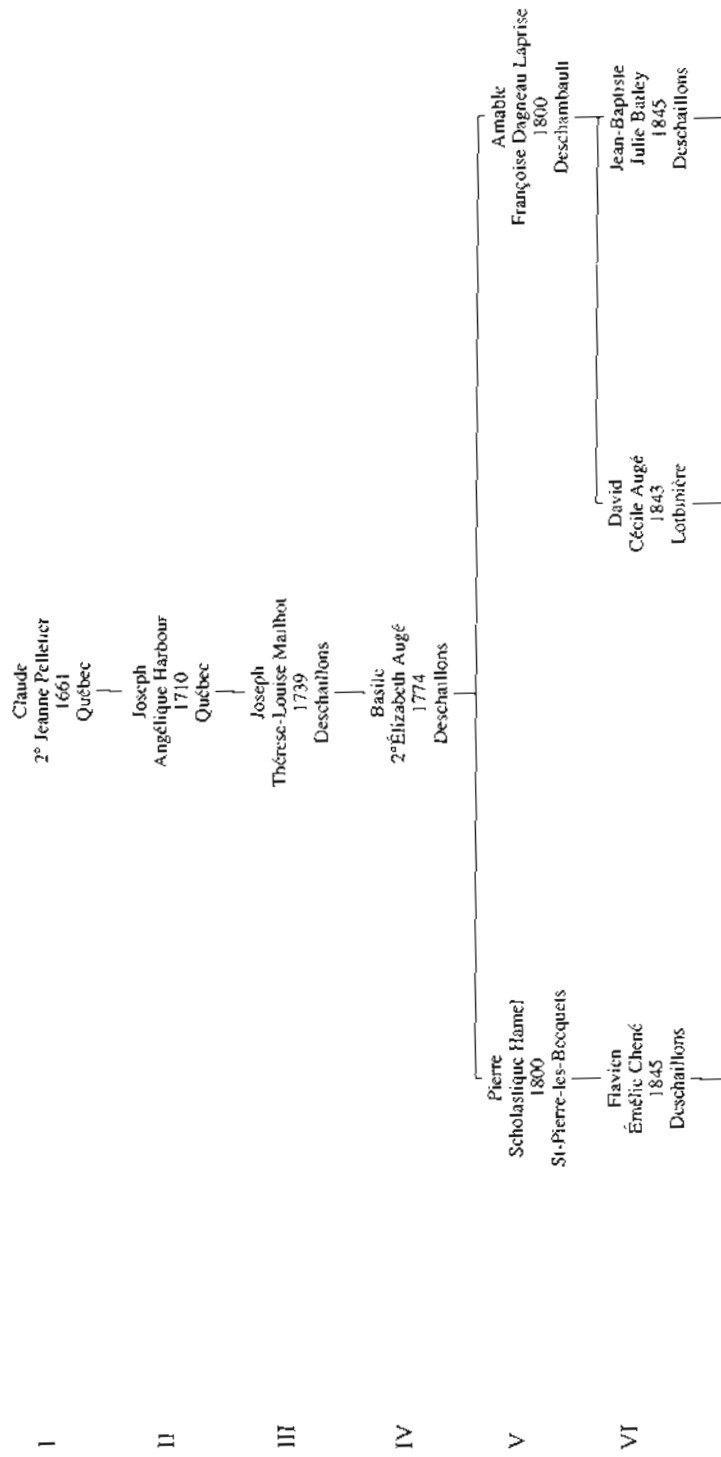 I
Claude
2° Jeanne Pelletier
1661
Québec
II
Joseph
Angélique Harbour
1710
Québec
III
Joseph
Thérese-Louise Mailhot
1739
Deschaillons
IV
Basile
2° Élizabeth Augé
1774
Deschaillons
V
Pierre
Scholastique Hamel
1800
St-Pierre-les-Becquets
Amable
Françoise Dagneau Laprise
1800
Deschambault
VI
Flavien
Émélie Chené
1845
Deschaillons
David
Cécile Augé
1843
Lotbinière
Jean-Baptiste
Julie Barley
1845
Deschaillons